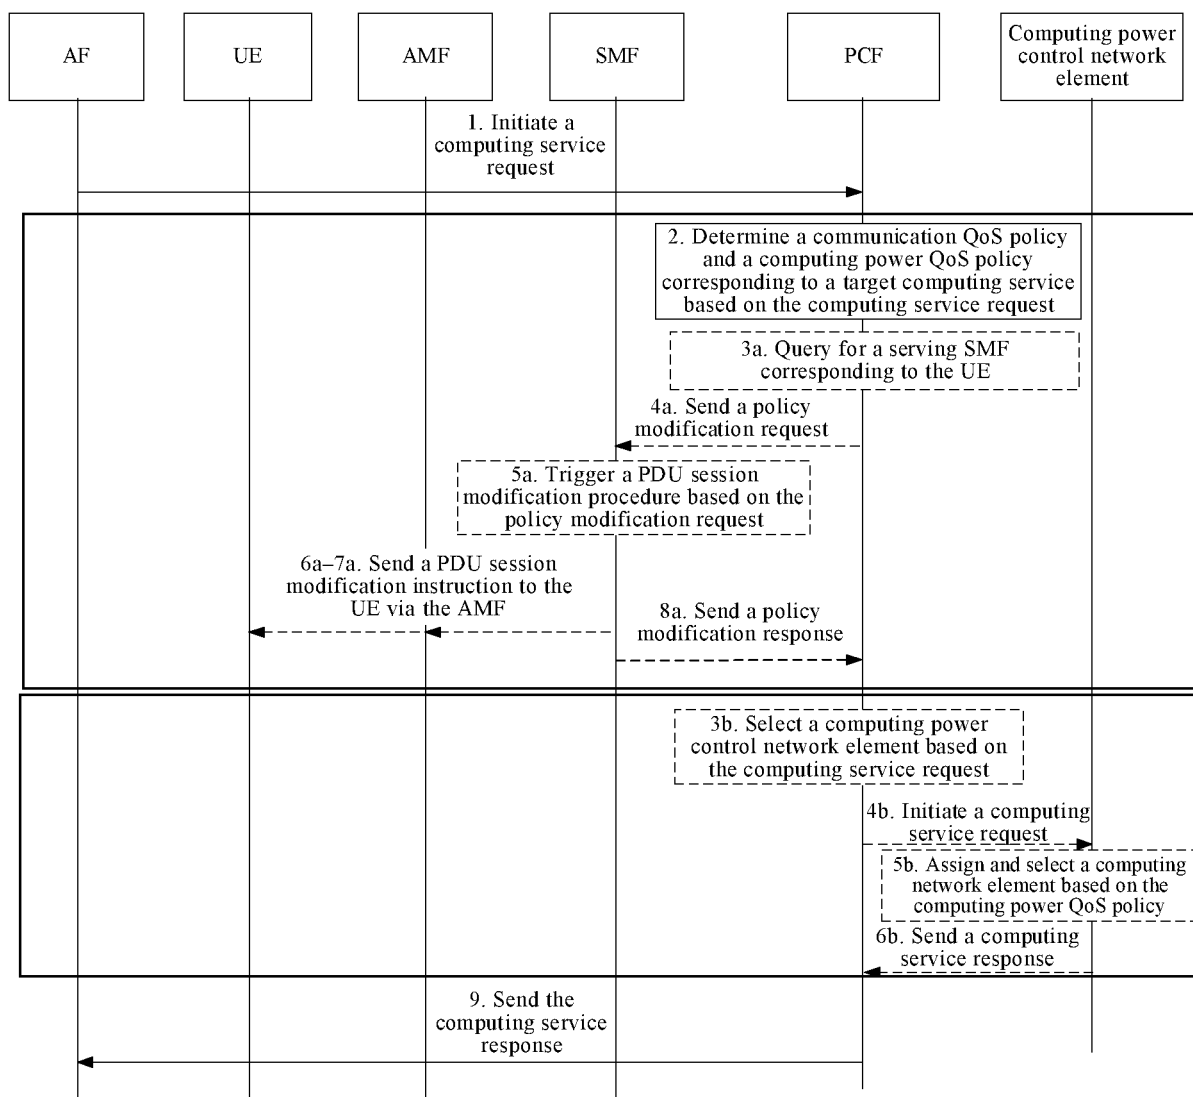 AF
UE
AMF
SMF
PCF
Computing power
control network
element
1. Initiate a
computing service
request
2. Determine a communication QoS policy
and a computing power QoS policy
corresponding to a target computing service
based on the computing service request
3a. Query for a serving SMF
corresponding to the UE
4a. Send a policy
modification request
5a. Trigger a PDU session
modification procedure based on the
policy modification request
6a–7a. Send a PDU session
modification instruction to the
UE via the AMF
8a. Send a policy
modification response
3b. Select a computing power
control network element based on
the computing service request
4b. Initiate a computing
service request
5b. Assign and select a computing
network element based on the
computing power QoS policy
6b. Send a computing
service response
9. Send the
computing service
response